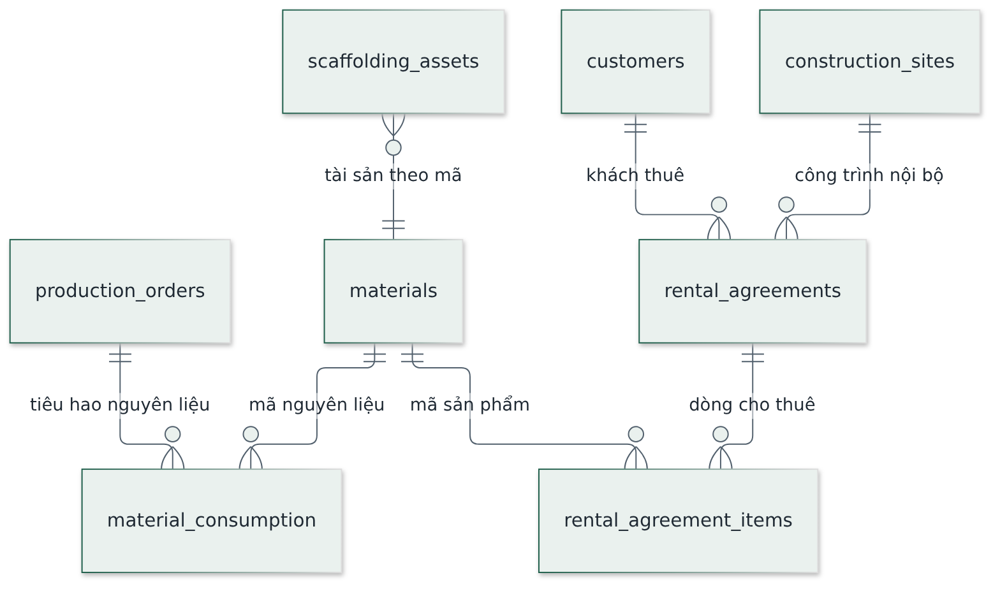 scaffolding_assets
customers
construction_sites
tài sản theo mã
khách thuê
công trình nội bộ
production_orders
materials
rental_agreements
tiêu hao nguyên liệu
mã nguyên liệu
mã sản phẩm
dòng cho thuê
material_consumption
rental_agreement_items